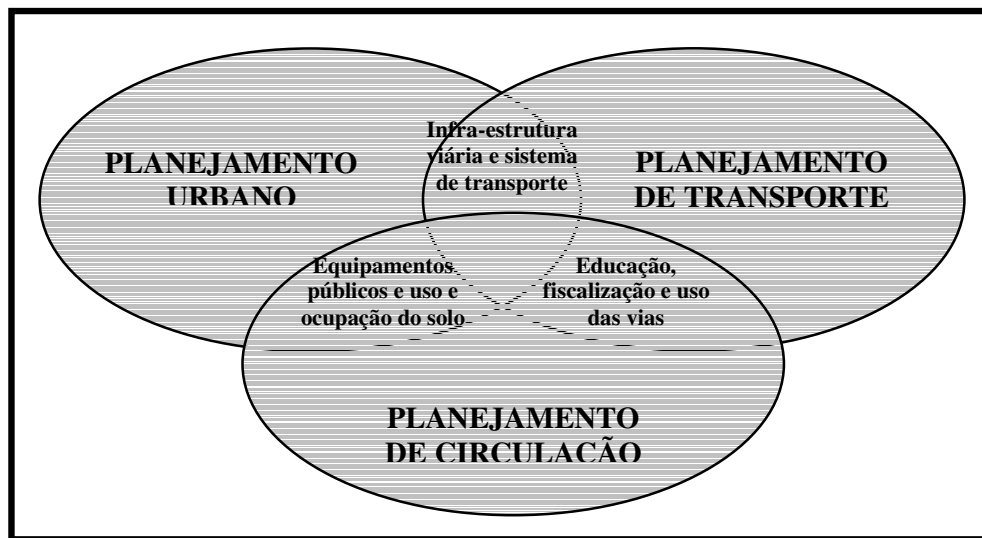 Infra-estrutura
viária e sistema
de transporte
PLANEJAMENTO
URBANO
PLANEJAMENTO
DE TRANSPORTE
Equipamentos
públicos e uso e
ocupação do solo
Educação,
fiscalização e uso
das vias
PLANEJAMENTO
DE CIRCULAÇÃO